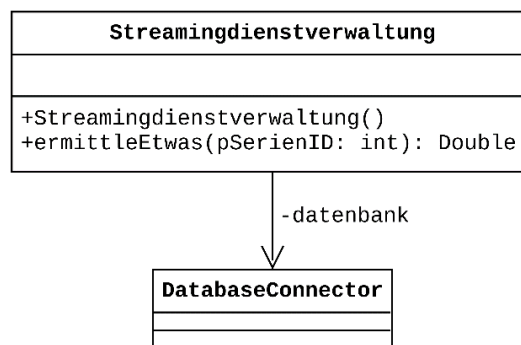 Streamingdienstverwaltung
+Streamingdienstverwaltung()
+ermittleEtwas(pSerienID: int): Double
-datenbank
DatabaseConnector